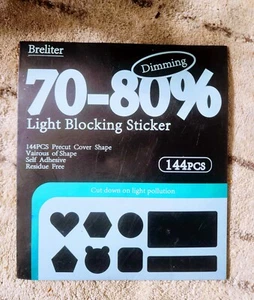 Breliter
Dimming
70-80%
Light Blocking Sticker
144PCS Precut Cover Shape
Vairous of Shape
Self Adhesive
Residue Free
144PCS
Cut down on light pollution.